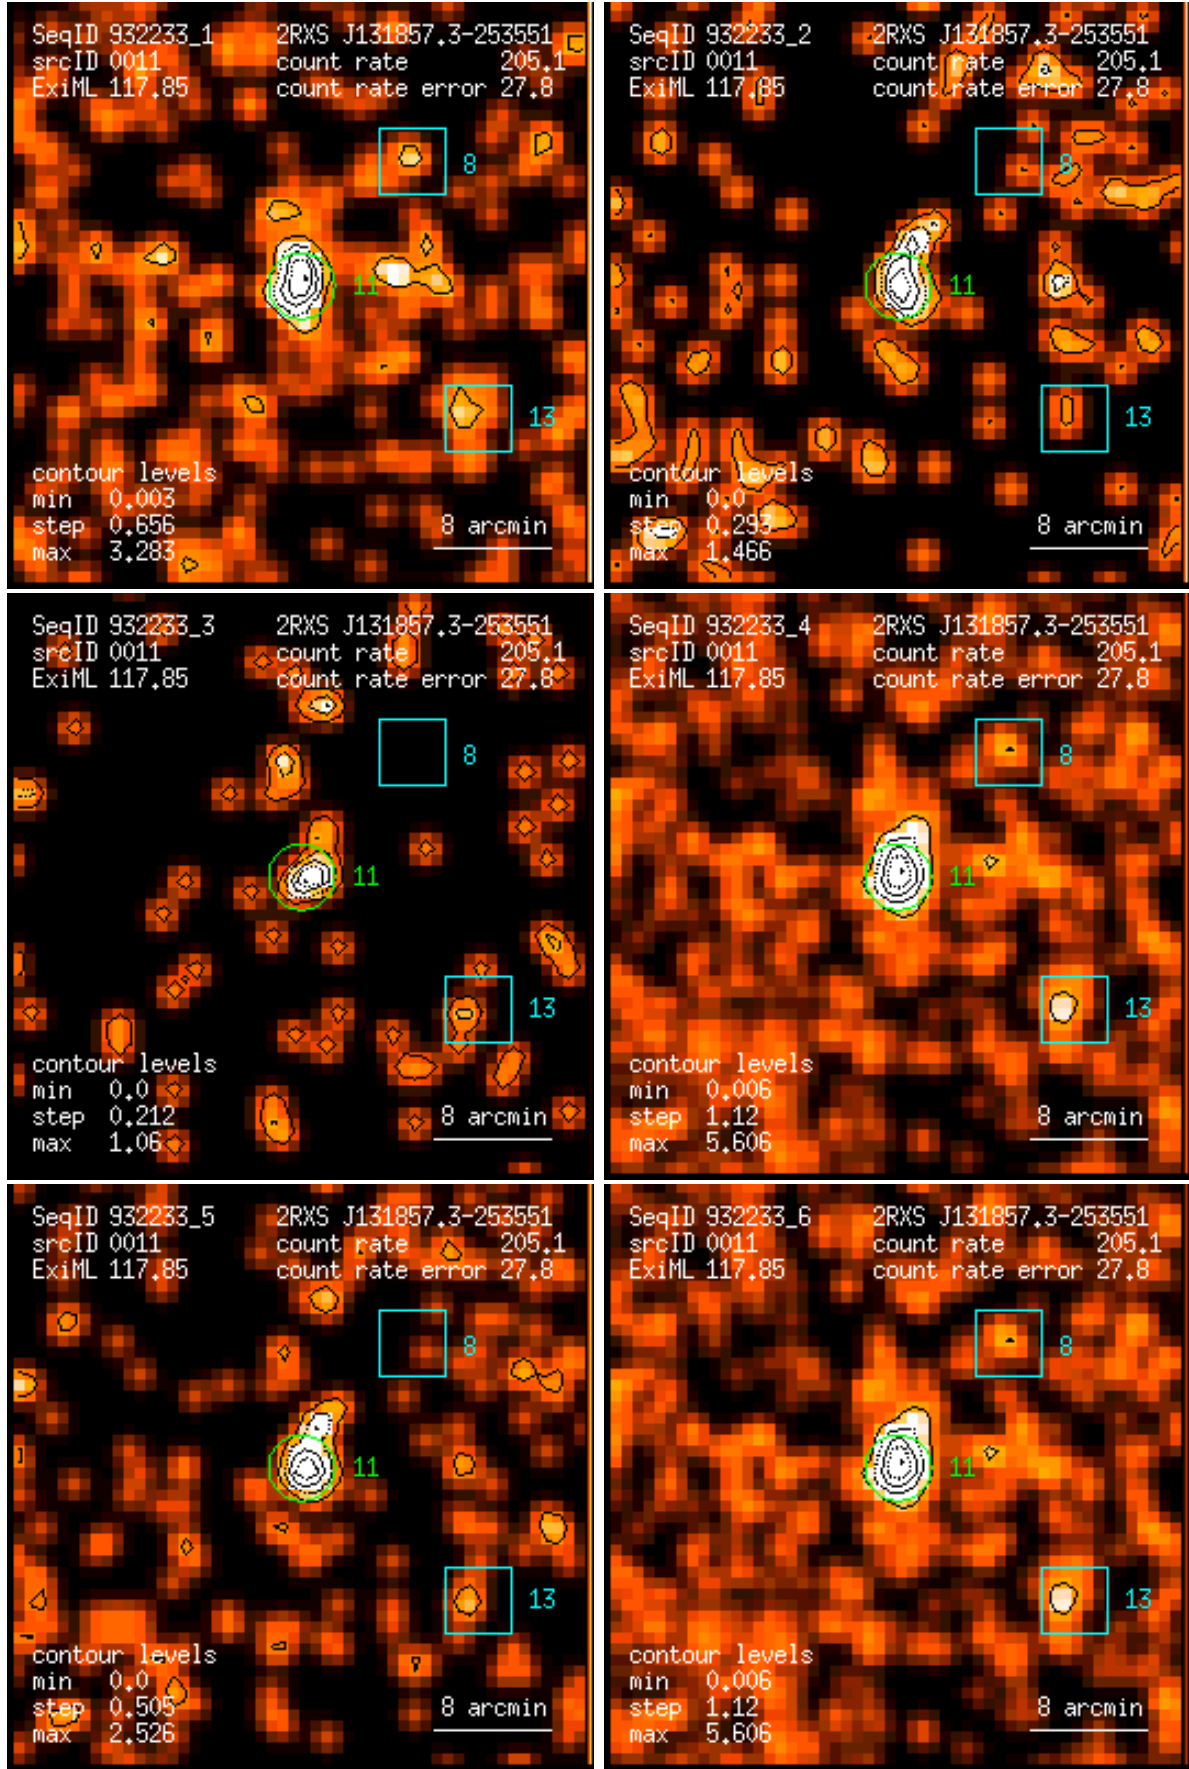 SeqID 932233_1 2RXS J131857.3-253551
srcID 0011 count rate 205.1
ExiML 117.85 count rate error 27.8
8
11
13
contour levels
min 0.003
step 0.656 8 arcmin
max 3.283
SeqID 932233_2 2RXS J131857.3-253551
srcID 0011 count rate 205.1
ExiML 117.85 count rate error 27.8
8
11
13
contour levels
min 0.0
step 0.293 8 arcmin
max 1.466
SeqID 932233_3 2RXS J131857.3-253551
srcID 0011 count rate 205.1
ExiML 117.85 count rate error 27.8
8
11
13
contour levels
min 0.0
step 0.212 8 arcmin
max 1.06
SeqID 932233_4 2RXS J131857.3-253551
srcID 0011 count rate 205.1
ExiML 117.85 count rate error 27.8
8
11
13
contour levels
min 0.006
step 1.12 8 arcmin
max 5.606
SeqID 932233_5 2RXS J131857.3-253551
srcID 0011 count rate 205.1
ExiML 117.85 count rate error 27.8
8
11
13
contour levels
min 0.0
step 0.505 8 arcmin
max 2.526
SeqID 932233_6 2RXS J131857.3-253551
srcID 0011 count rate 205.1
ExiML 117.85 count rate error 27.8
8
11
13
contour levels
min 0.006
step 1.12 8 arcmin
max 5.606